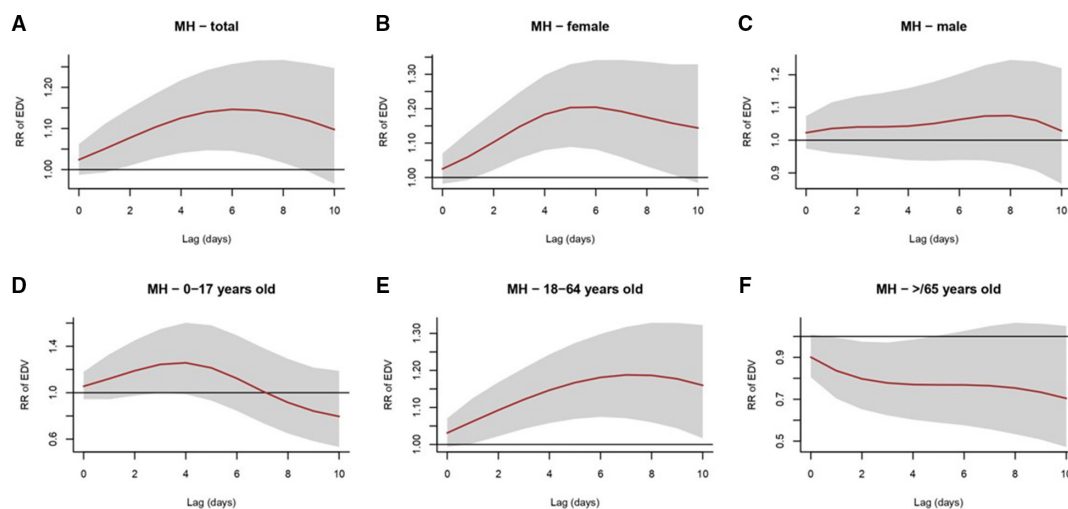 A
MH − total
RR of EDV
1.00 1.10 1.20
0 2 4 6 8 10
Lag (days)
B
MH − female
RR of EDV
1.00 1.10 1.20 1.30
0 2 4 6 8 10
Lag (days)
C
MH − male
RR of EDV
0.9 1.0 1.1 1.2
0 2 4 6 8 10
Lag (days)
D
MH − 0−17 years old
RR of EDV
0.6 1.0 1.4
0 2 4 6 8 10
Lag (days)
E
MH − 18−64 years old
RR of EDV
1.00 1.10 1.20 1.30
0 2 4 6 8 10
Lag (days)
F
MH − >/65 years old
RR of EDV
0.5 0.7 0.9
0 2 4 6 8 10
Lag (days)